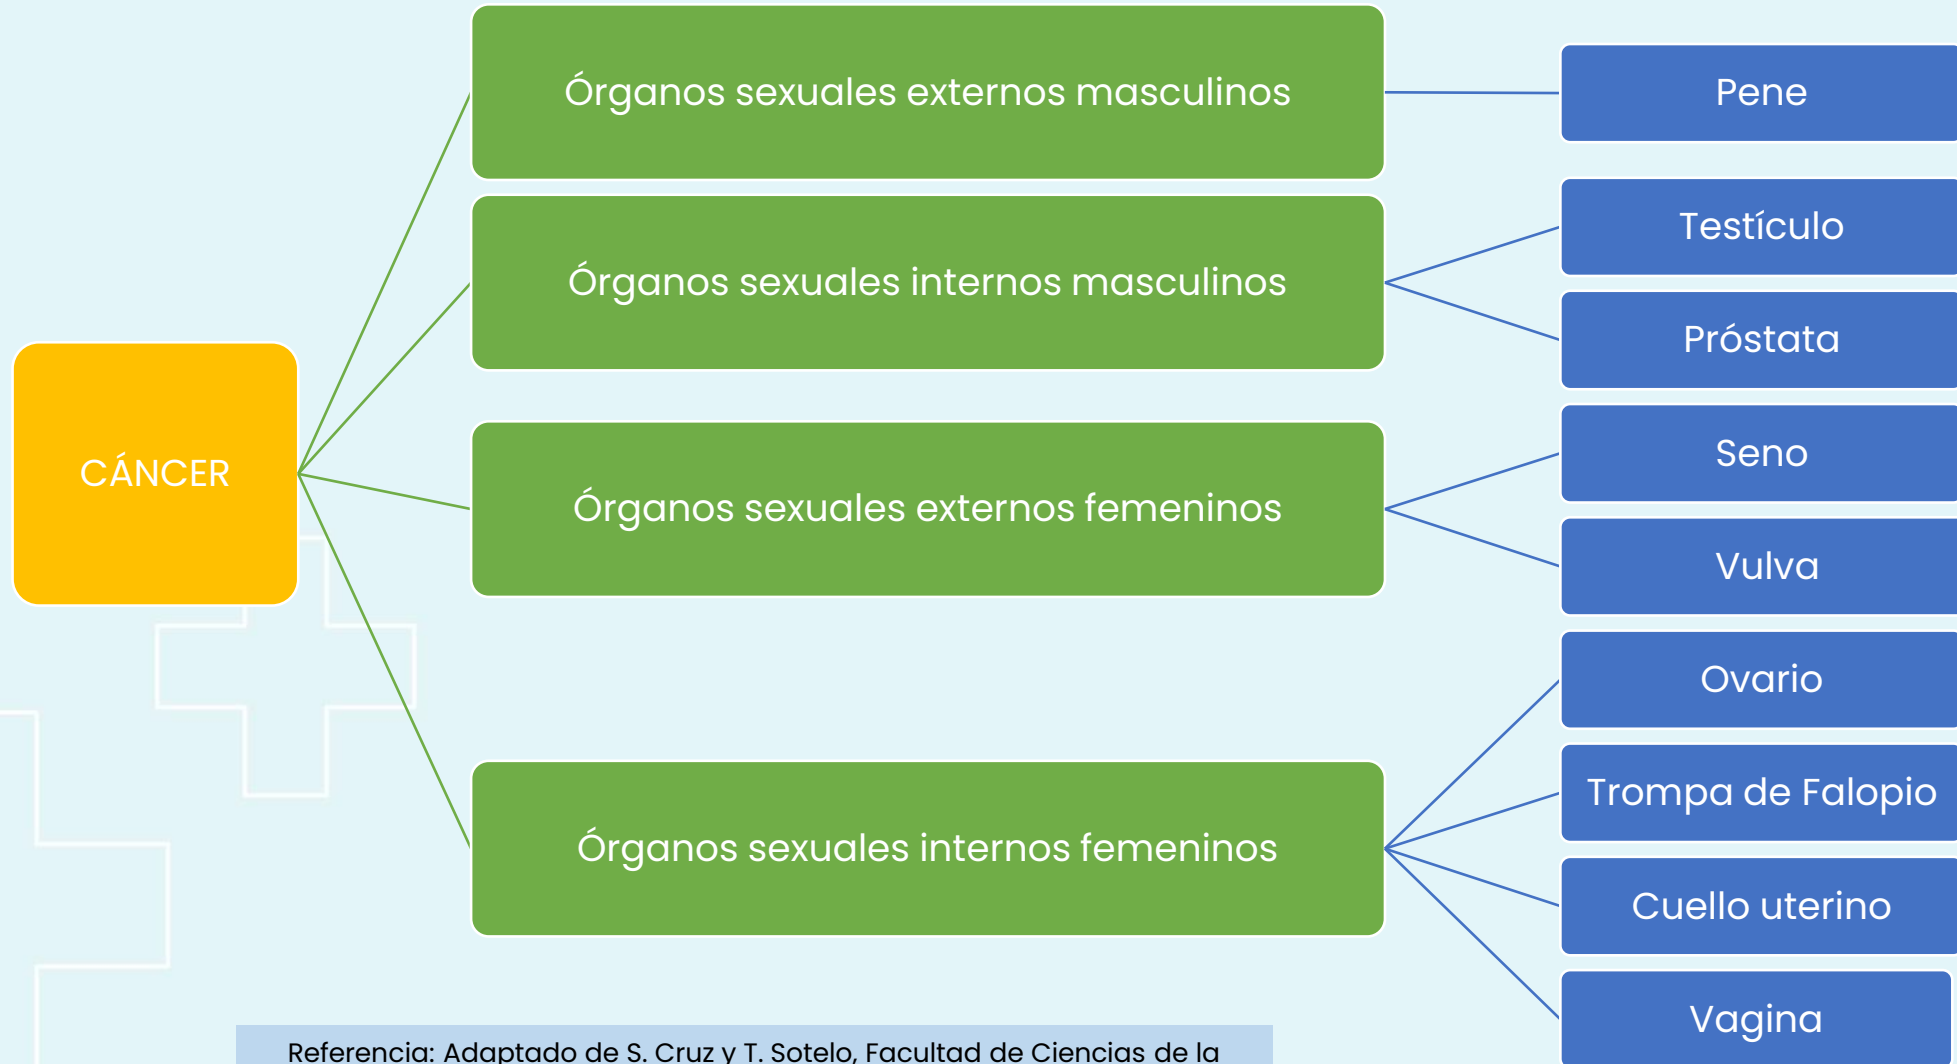 CÁNCER
Órganos sexuales externos masculinos
Pene
Órganos sexuales internos masculinos
Testículo
Próstata
Órganos sexuales externos femeninos
Seno
Vulva
Órganos sexuales internos femeninos
Ovario
Trompa de Falopio
Cuello uterino
Vagina
Referencia: Adaptado de S. Cruz y T. Sotelo, Facultad de Ciencias de la